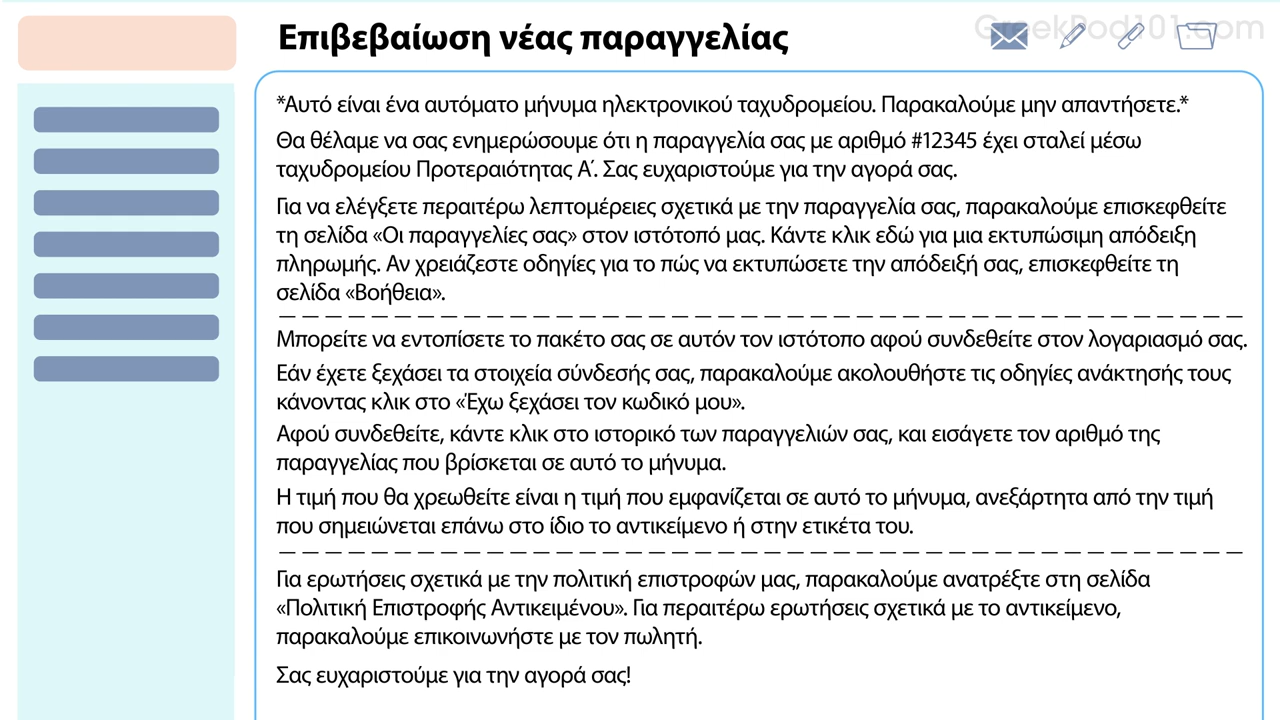 GreekPod101.com
Επιβεβαίωση νέας παραγγελίας
*Αυτό είναι ένα αυτόματο μήνυμα ηλεκτρονικού ταχυδρομείου. Παρακαλούμε μην απαντήσετε.*
Θα θέλαμε να σας ενημερώσουμε ότι η παραγγελία σας με αριθμό #12345 έχει σταλεί μέσω
ταχυδρομείου Προτεραιότητας Α΄. Σας ευχαριστούμε για την αγορά σας.
Για να ελέγξετε περαιτέρω λεπτομέρειες σχετικά με την παραγγελία σας, παρακαλούμε επισκεφθείτε
τη σελίδα «Οι παραγγελίες σας» στον ιστότοπό μας. Κάντε κλικ εδώ για μια εκτυπώσιμη απόδειξη
πληρωμής. Αν χρειάζεστε οδηγίες για το πώς να εκτυπώσετε την απόδειξή σας, επισκεφθείτε τη
σελίδα «Βοήθεια».
Μπορείτε να εντοπίσετε το πακέτο σας σε αυτόν τον ιστότοπο αφού συνδεθείτε στον λογαριασμό σας.
Εάν έχετε ξεχάσει τα στοιχεία σύνδεσής σας, παρακαλούμε ακολουθήστε τις οδηγίες ανάκτησής τους
κάνοντας κλικ στο «Έχω ξεχάσει τον κωδικό μου».
Αφού συνδεθείτε, κάντε κλικ στο ιστορικό των παραγγελιών σας, και εισάγετε τον αριθμό της
παραγγελίας που βρίσκεται σε αυτό το μήνυμα.
Η τιμή που θα χρεωθείτε είναι η τιμή που εμφανίζεται σε αυτό το μήνυμα, ανεξάρτητα από την τιμή
που σημειώνεται επάνω στο ίδιο το αντικείμενο ή στην ετικέτα του.
Για ερωτήσεις σχετικά με την πολιτική επιστροφών μας, παρακαλούμε ανατρέξτε στη σελίδα
«Πολιτική Επιστροφής Αντικειμένου». Για περαιτέρω ερωτήσεις σχετικά με το αντικείμενο,
παρακαλούμε επικοινωνήστε με τον πωλητή.
Σας ευχαριστούμε για την αγορά σας!